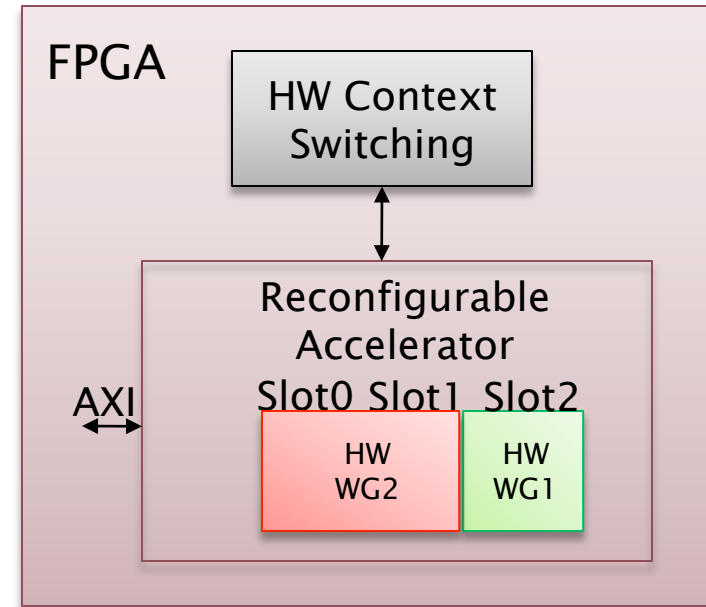 FPGA
HW Context
Switching
Reconfigurable
Accelerator
AXI
Slot0 Slot1 Slot2
HW
WG2
HW
WG1